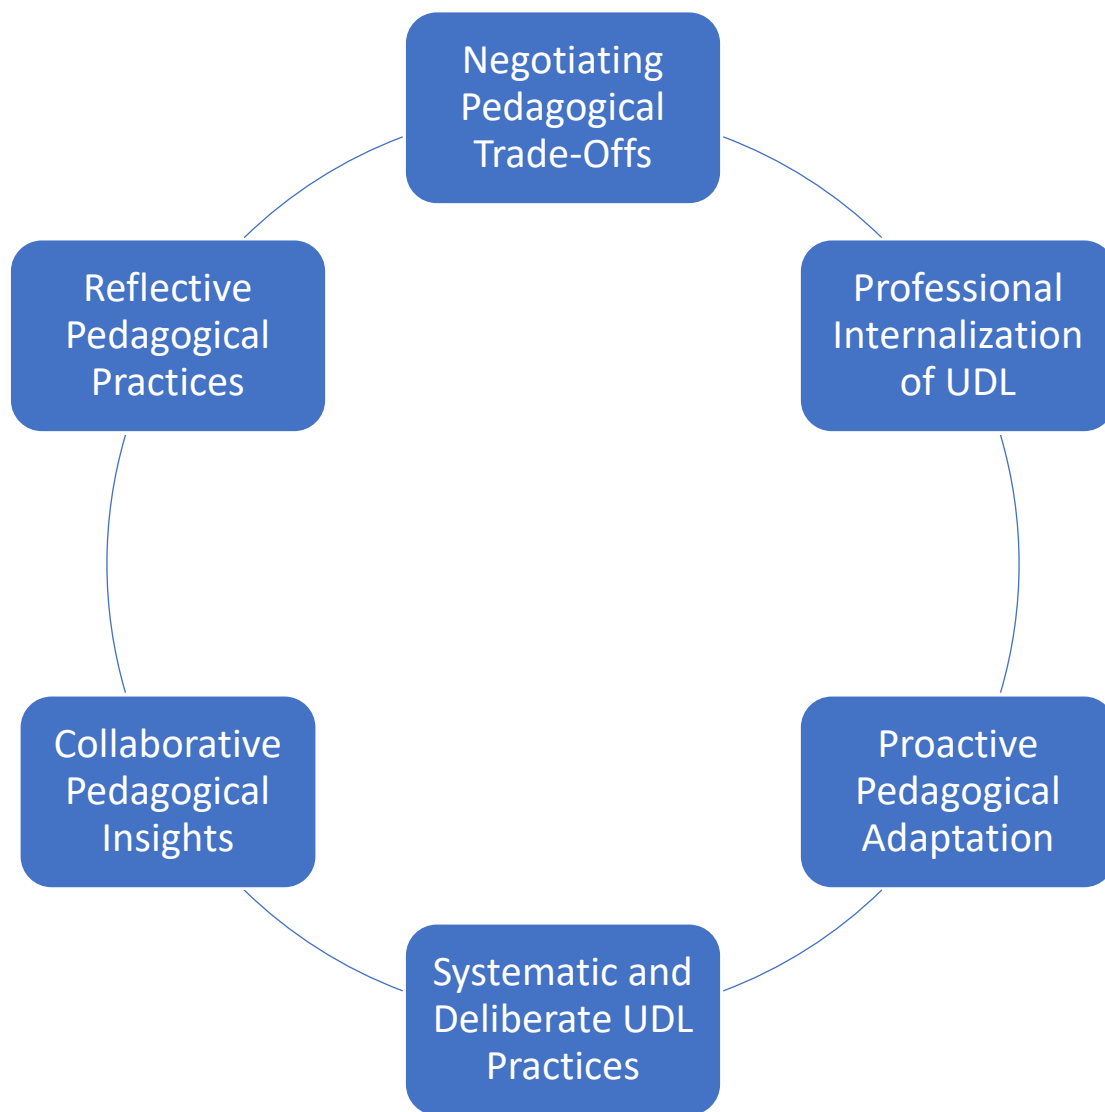 Negotiating
Pedagogical
Trade-Offs
Professional
Internalization
of UDL
Proactive
Pedagogical
Adaptation
Systematic and
Deliberate UDL
Practices
Collaborative
Pedagogical
Insights
Reflective
Pedagogical
Practices